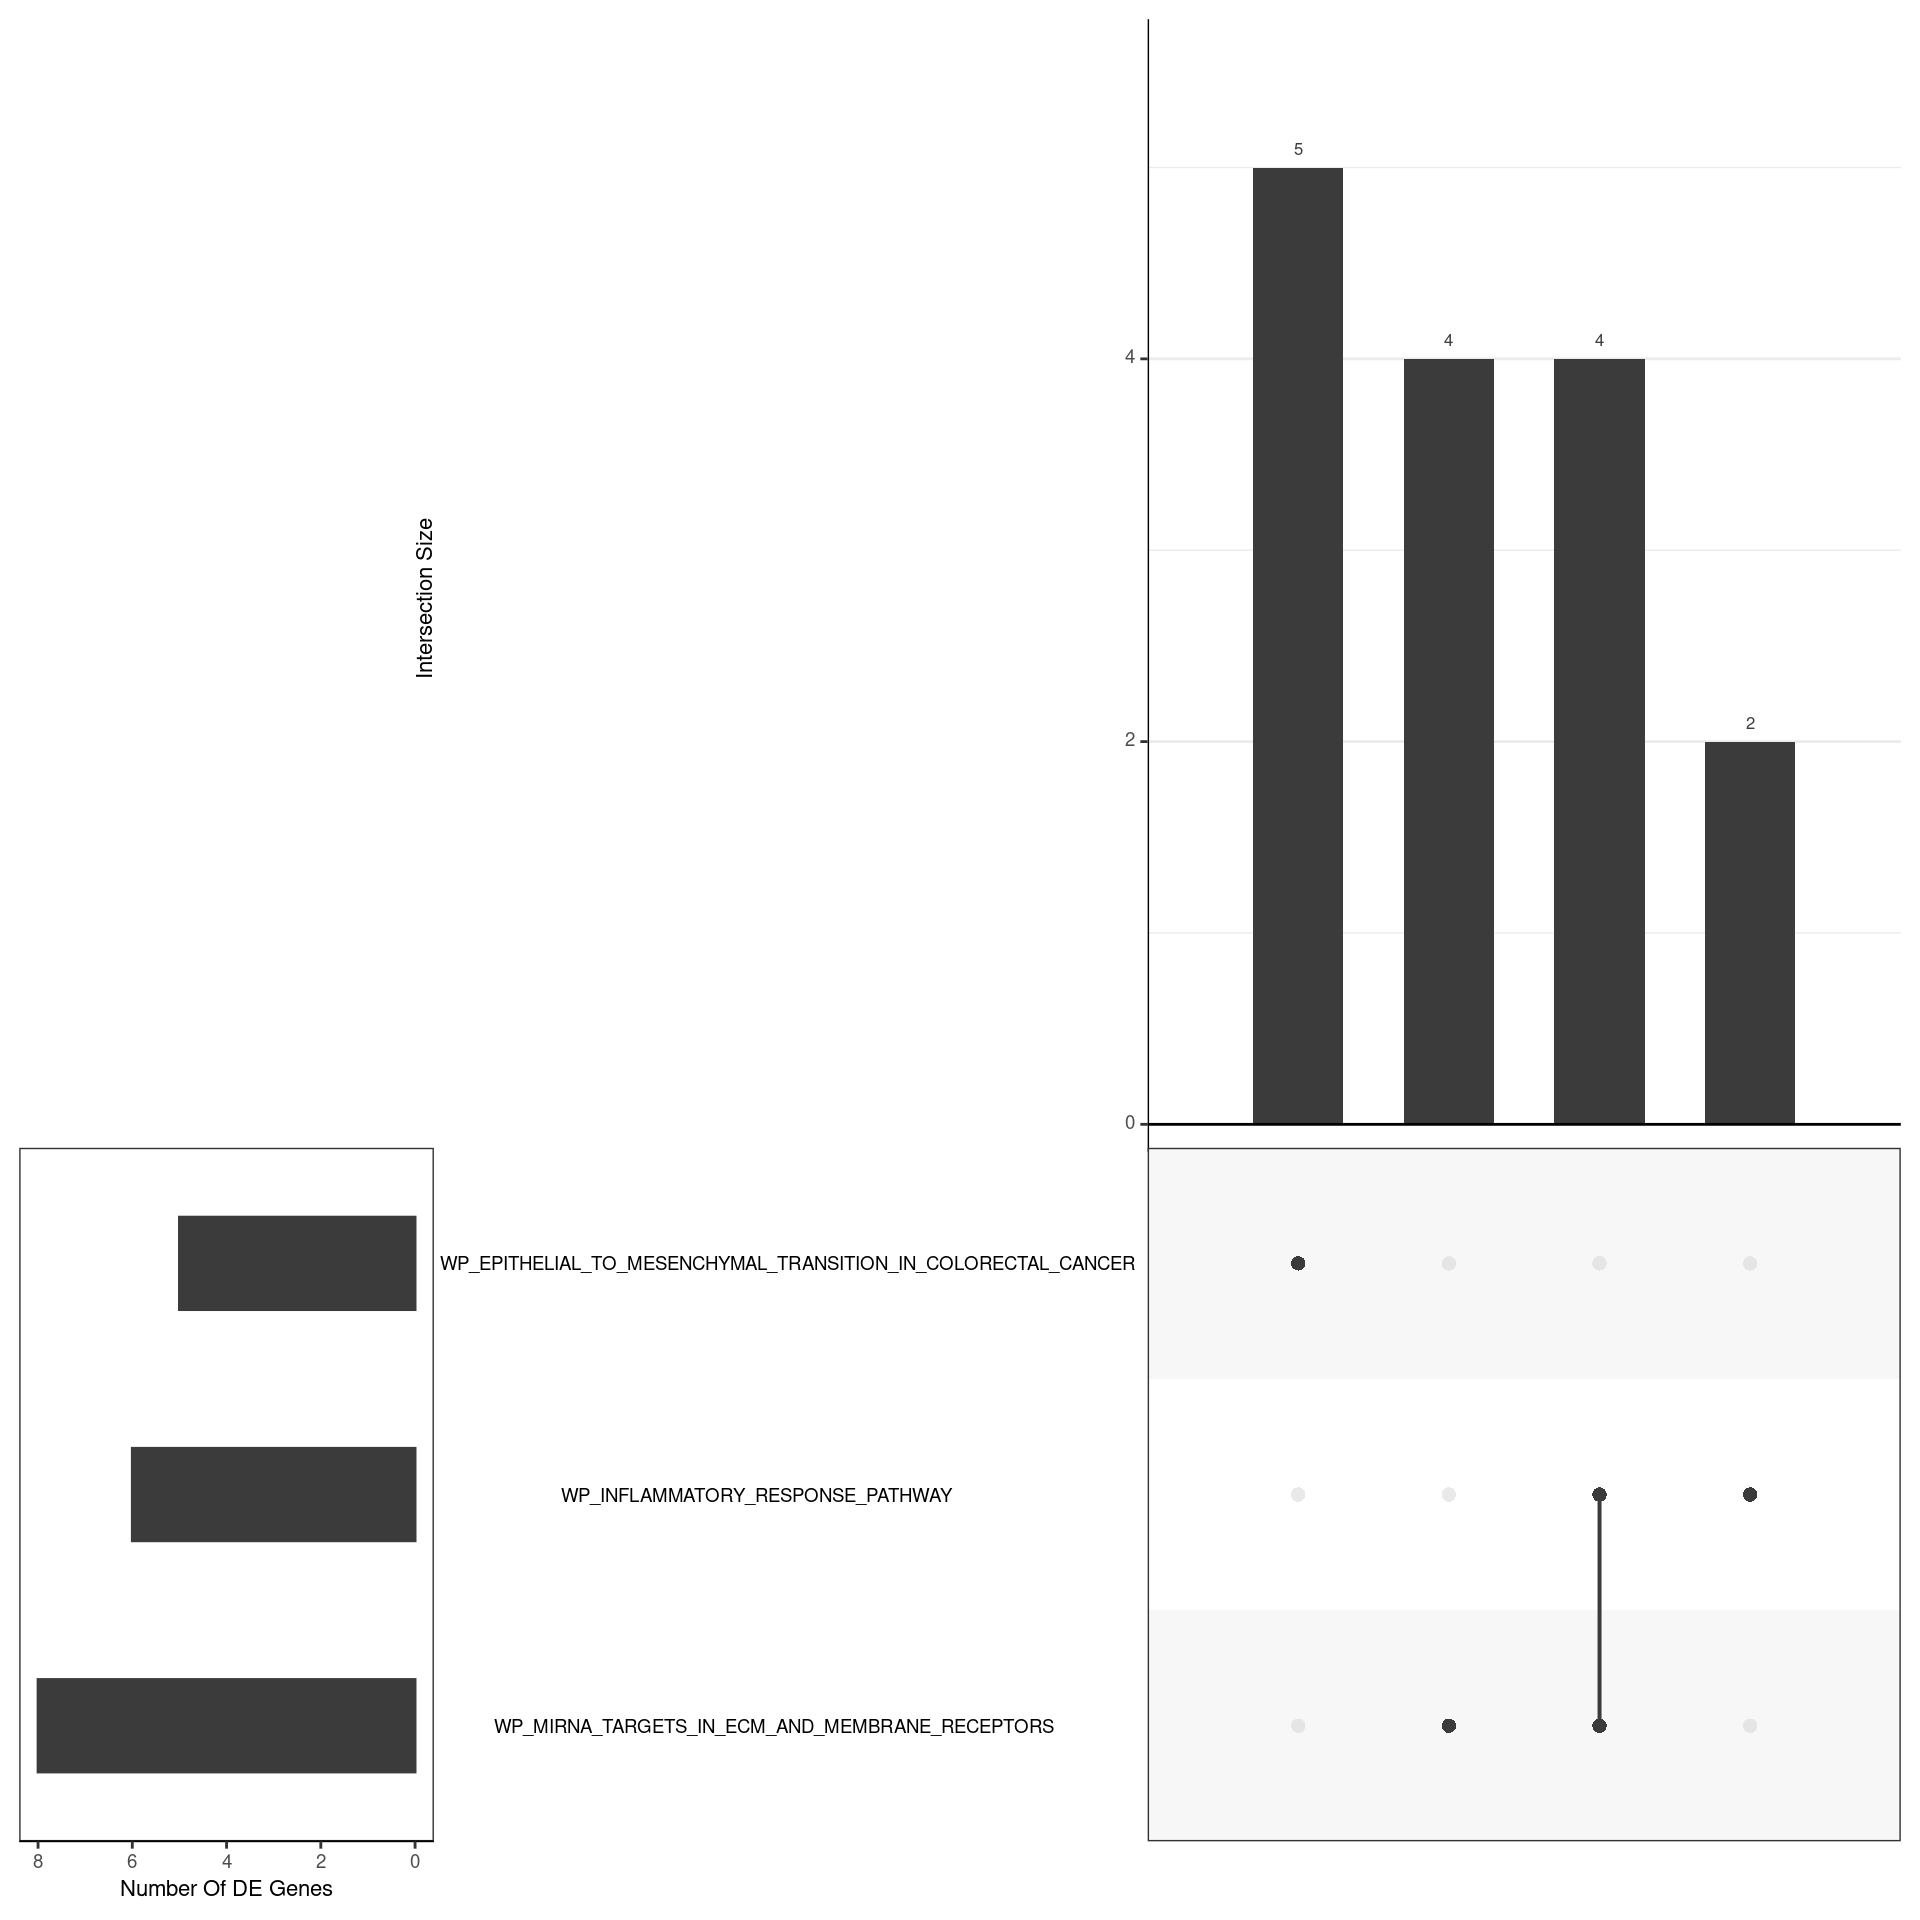 5
4
4
4
2
2
0
Intersection Size
WP_EPITHELIAL_TO_MESENCHYMAL_TRANSITION_IN_COLORECTAL_CANCER
WP_INFLAMMATORY_RESPONSE_PATHWAY
WP_MIRNA_TARGETS_IN_ECM_AND_MEMBRANE_RECEPTORS
8 6 4 2 0
Number Of DE Genes